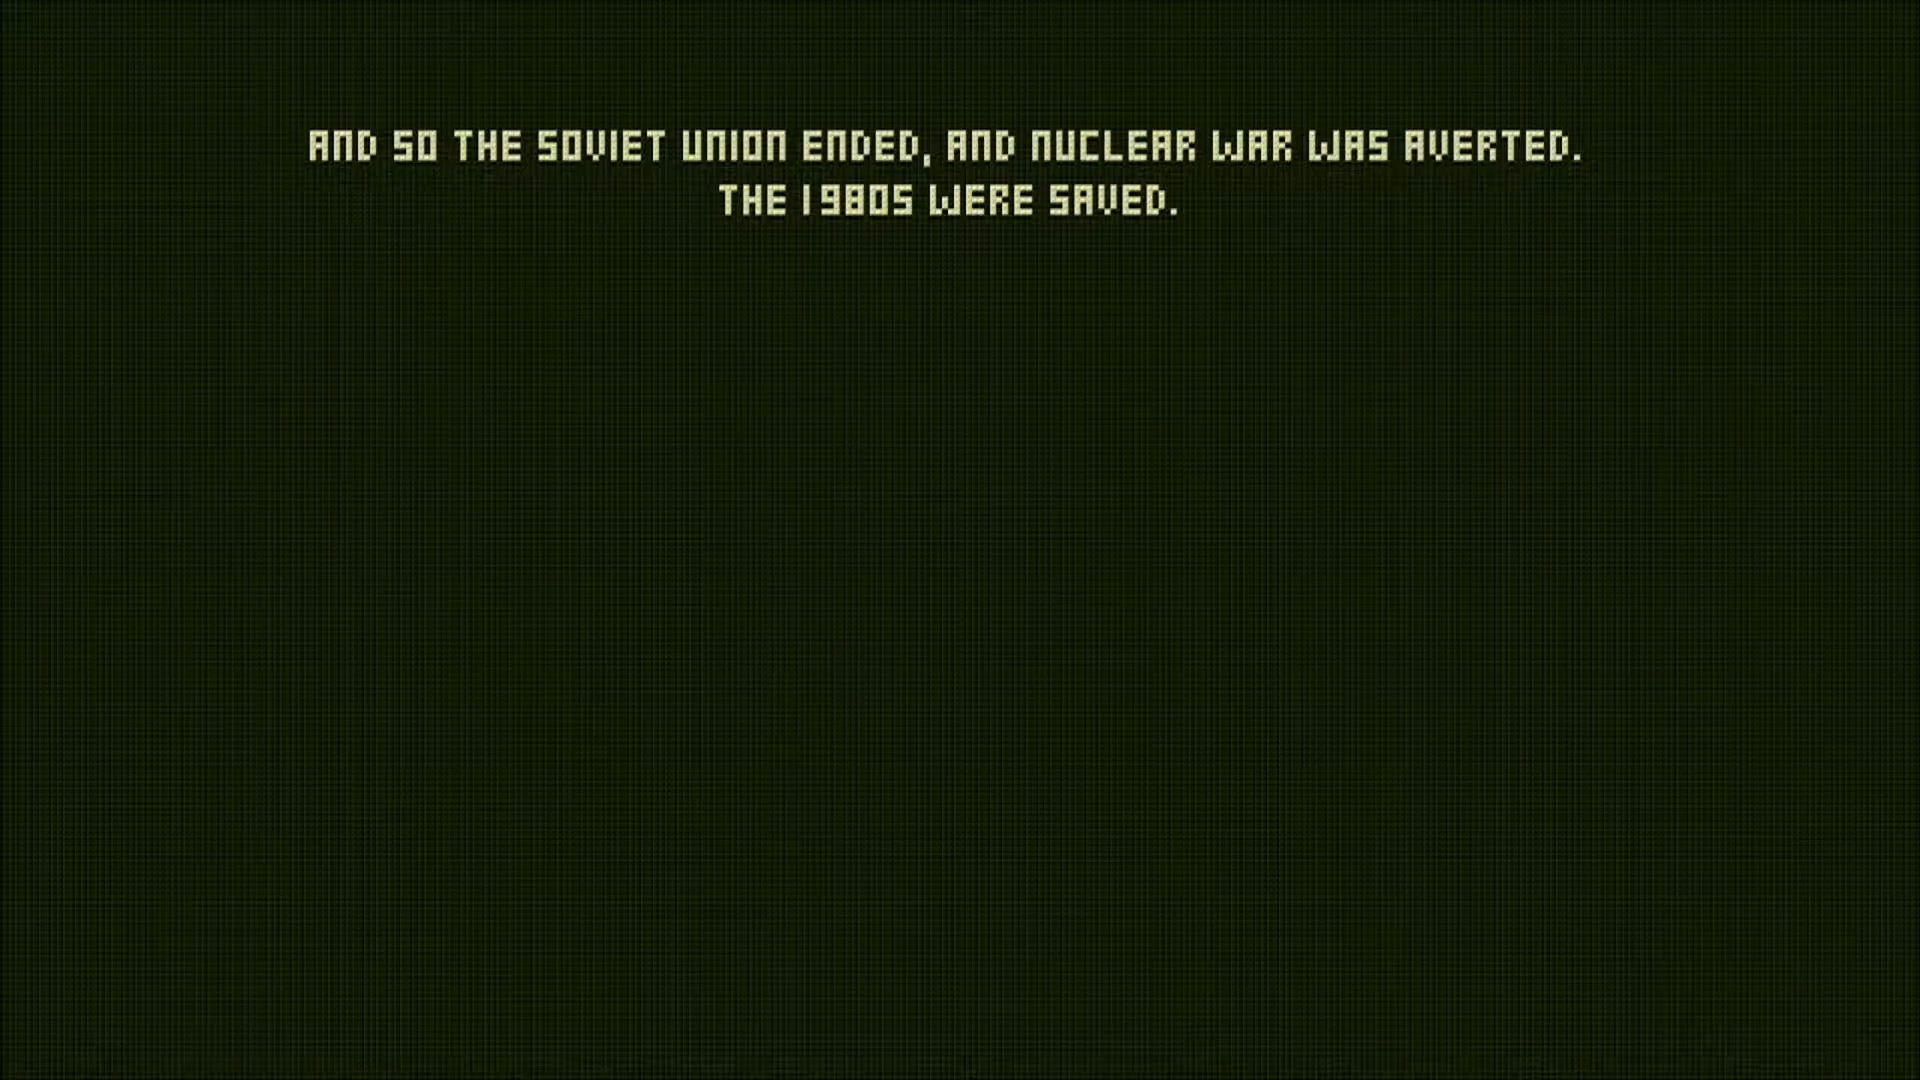 AND SO THE SOVIET UNION ENDED, AND NUCLEAR WAR WAS AVERTED.
THE 1980S WERE SAVED.